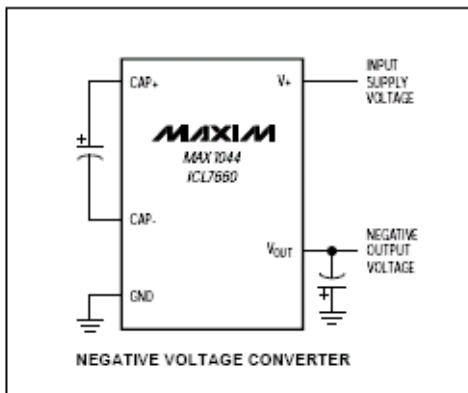 CAP+
V+
INPUT
SUPPLY
VOLTAGE
+
MAXIM
MAX1044
ICL7660
CAP-
VOUT
NEGATIVE
OUTPUT
VOLTAGE
GND
+
NEGATIVE VOLTAGE CONVERTER